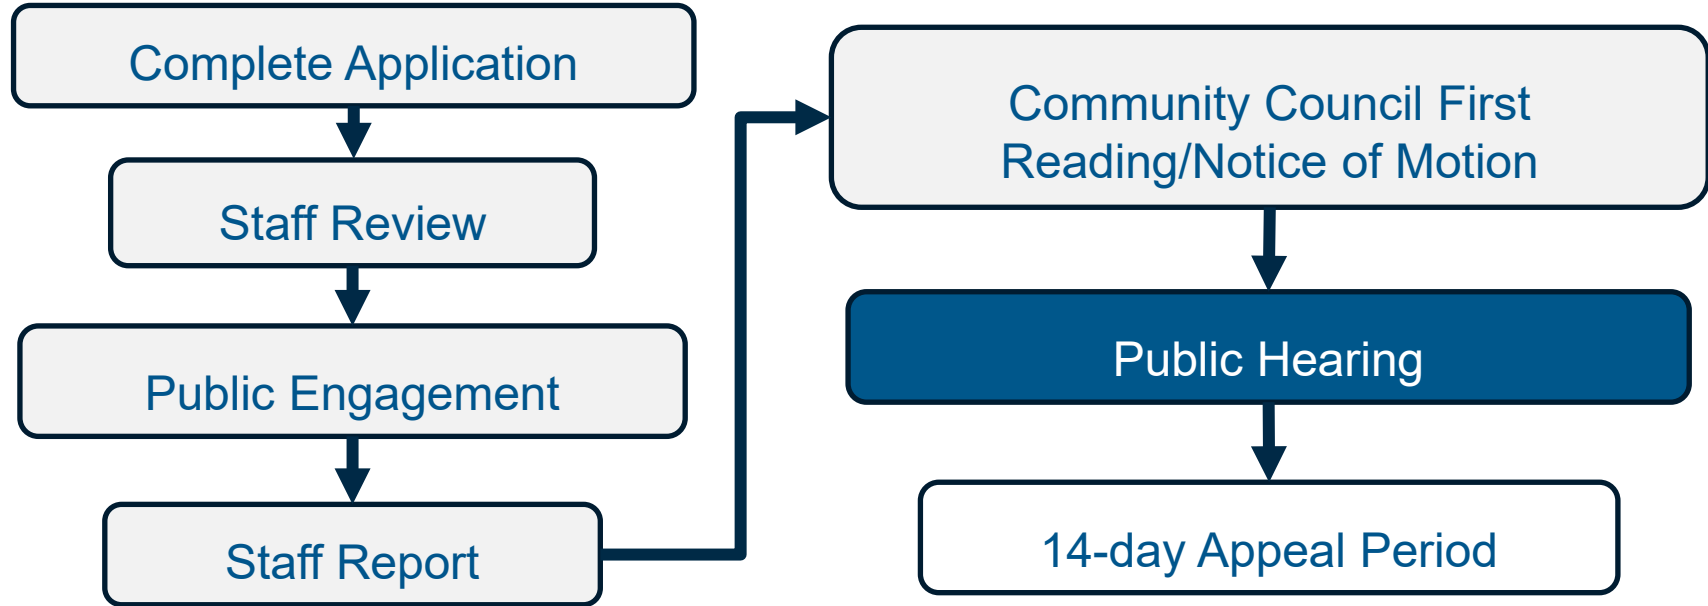 Complete Application
Staff Review
Public Engagement
Staff Report
Community Council First
Reading/Notice of Motion
Public Hearing
14-day Appeal Period